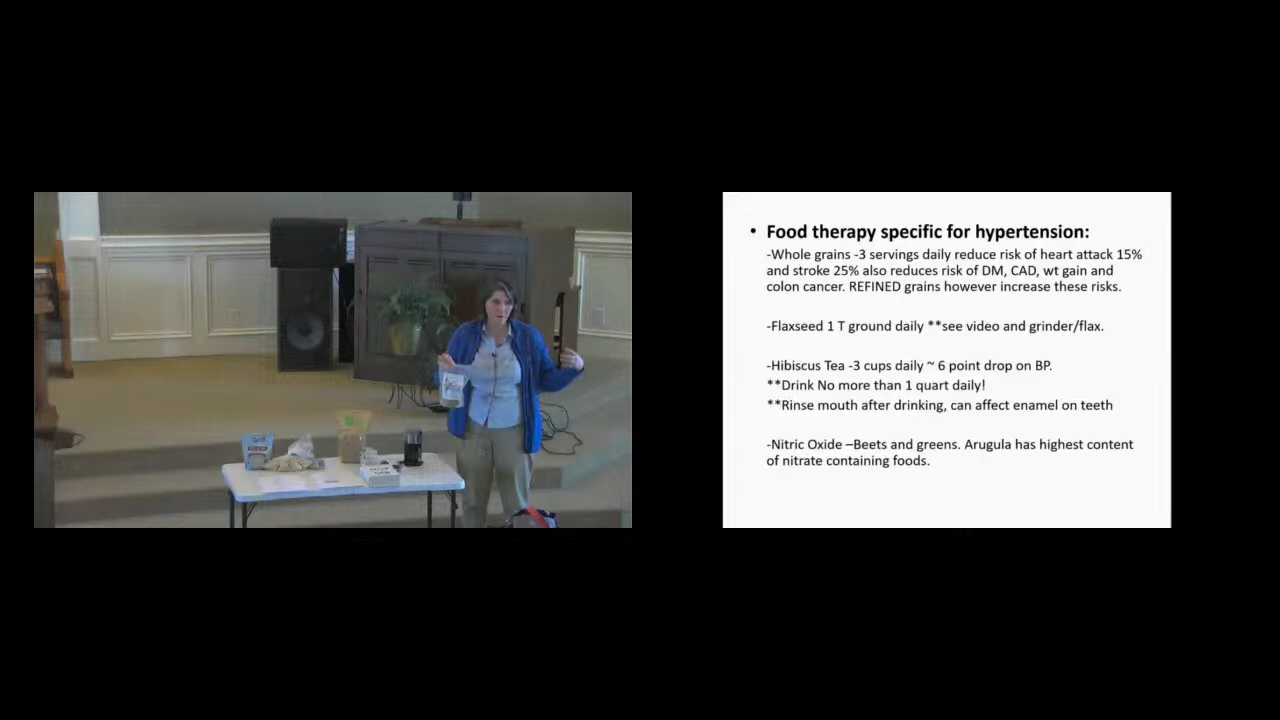 • Food therapy specific for hypertension:
-Whole grains -3 servings daily reduce risk of heart attack 15%
and stroke 25% also reduces risk of DM, CAD, wt gain and
colon cancer. REFINED grains however increase these risks.
-Flaxseed 1 T ground daily **see video and grinder/flax.
-Hibiscus Tea -3 cups daily ~ 6 point drop on BP.
**Drink No more than 1 quart daily!
**Rinse mouth after drinking, can affect enamel on teeth
-Nitric Oxide –Beets and greens. Arugula has highest content
of nitrate containing foods.